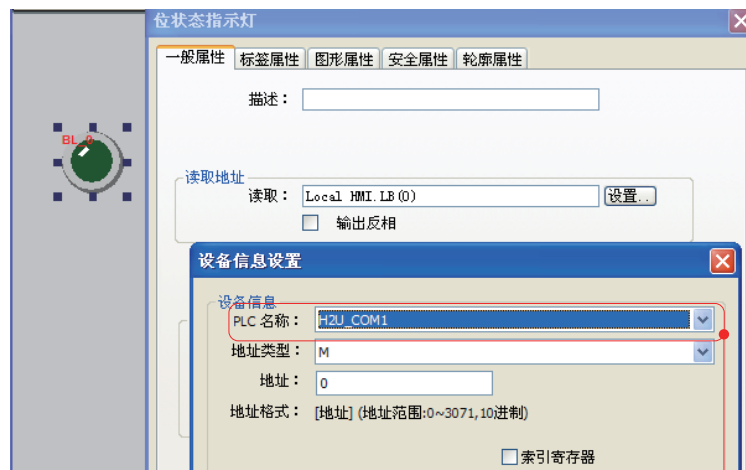 位状态指示灯
一般属性 标签属性 图形属性 安全属性 轮廓属性
描述：
BL_0
读取地址
读取： Local HMI.LB(0) 设置..
输出反相
设备信息设置
设备信息
PLC 名称： H2U_COM1
地址类型： M
地址： 0
地址格式： [地址] (地址范围:0~3071,10进制)
索引寄存器